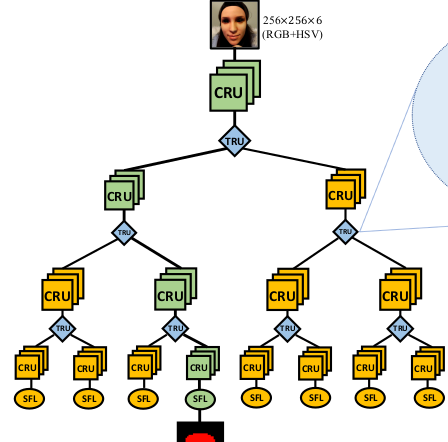 256×256×6
(RGB+HSV)
CRU
TRU
CRU CRU
TRU TRU
CRU CRU CRU CRU
TRU TRU TRU TRU
CRU CRU CRU CRU CRU CRU CRU CRU
SFL SFL SFL SFL SFL SFL SFL SFL